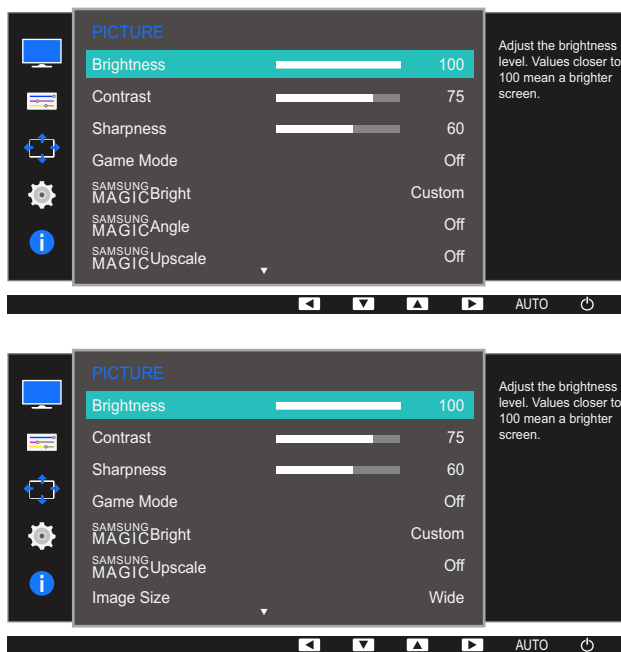 PICTURE
Brightness 100
Contrast 75
Sharpness 60
Game Mode Off
SAMSUNG MAGIC Bright Custom
SAMSUNG MAGIC Angle Off
SAMSUNG MAGIC Upscale Off
Adjust the brightness
level. Values closer to
100 mean a brighter
screen.
AUTO
PICTURE
Brightness 100
Contrast 75
Sharpness 60
Game Mode Off
SAMSUNG MAGIC Bright Custom
SAMSUNG MAGIC Upscale Off
Image Size Wide
Adjust the brightness
level. Values closer to
100 mean a brighter
screen.
AUTO